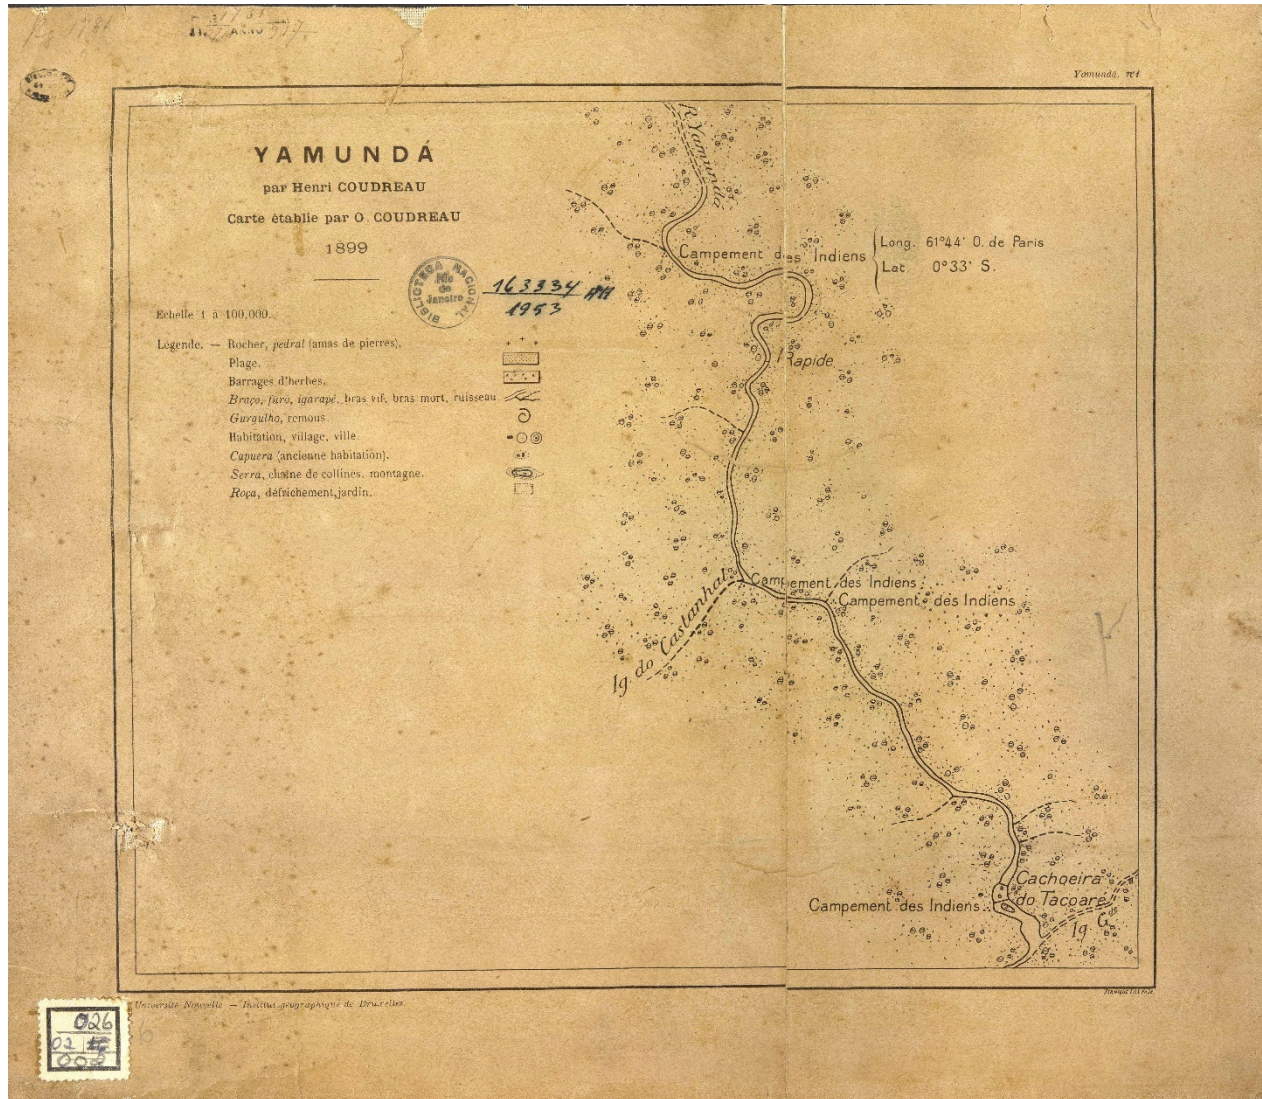 1781
Yamundá, nº1
YAMUNDÁ
par Henri COUDREAU
Carte établie par O. COUDREAU
1899
BIBLIOTECA NACIONAL
Rio
de
Janeiro
163334
1953
Echelle 1 à 100,000.
Légende. — Rocher, pedral (amas de pierres).
Plage.
Barrages d'herbes.
Braço, furo, igarapé, bras vif, bras mort, ruisseau.
Gurgulho, remous.
Habitation, village, ville.
Capuera (ancienne habitation).
Serra, chaîne de collines, montagne.
Roça, défrichement, jardin.
R. Yamundá
Campement des Indiens
Long. 61°44' O. de Paris
Lat. 0°33' S.
Rapide
Campement des Indiens
Campement des Indiens
Ig. do Castanhal
Cachoeira
do Tacoaré
Campement des Indiens
Ig. G.
Université Nouvelle — Institut géographique de Bruxelles.
026
02
002